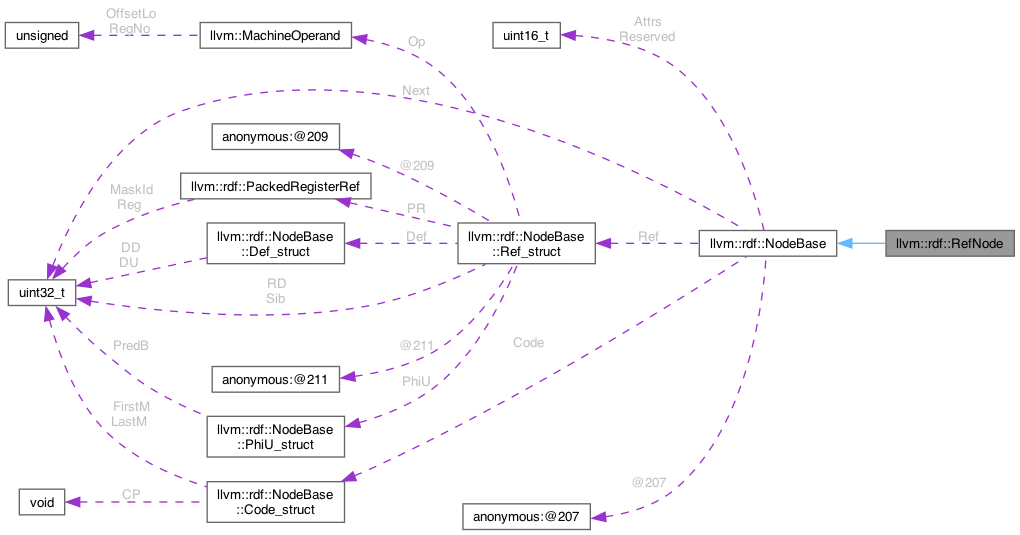 OffsetLo
RegNo
Attrs
Reserved
unsigned
llvm::MachineOperand
uint16_t
Op
Next
anonymous:@209
@209
llvm::rdf::PackedRegisterRef
MaskId
Reg
PR
llvm::rdf::NodeBase
::Def_struct
Def
llvm::rdf::NodeBase
::Ref_struct
Ref
llvm::rdf::NodeBase
llvm::rdf::RefNode
DD
DU
uint32_t
RD
Sib
PredB
@211
Code
anonymous:@211
PhiU
FirstM
LastM
llvm::rdf::NodeBase
::PhiU_struct
@207
void
CP
llvm::rdf::NodeBase
::Code_struct
anonymous:@207